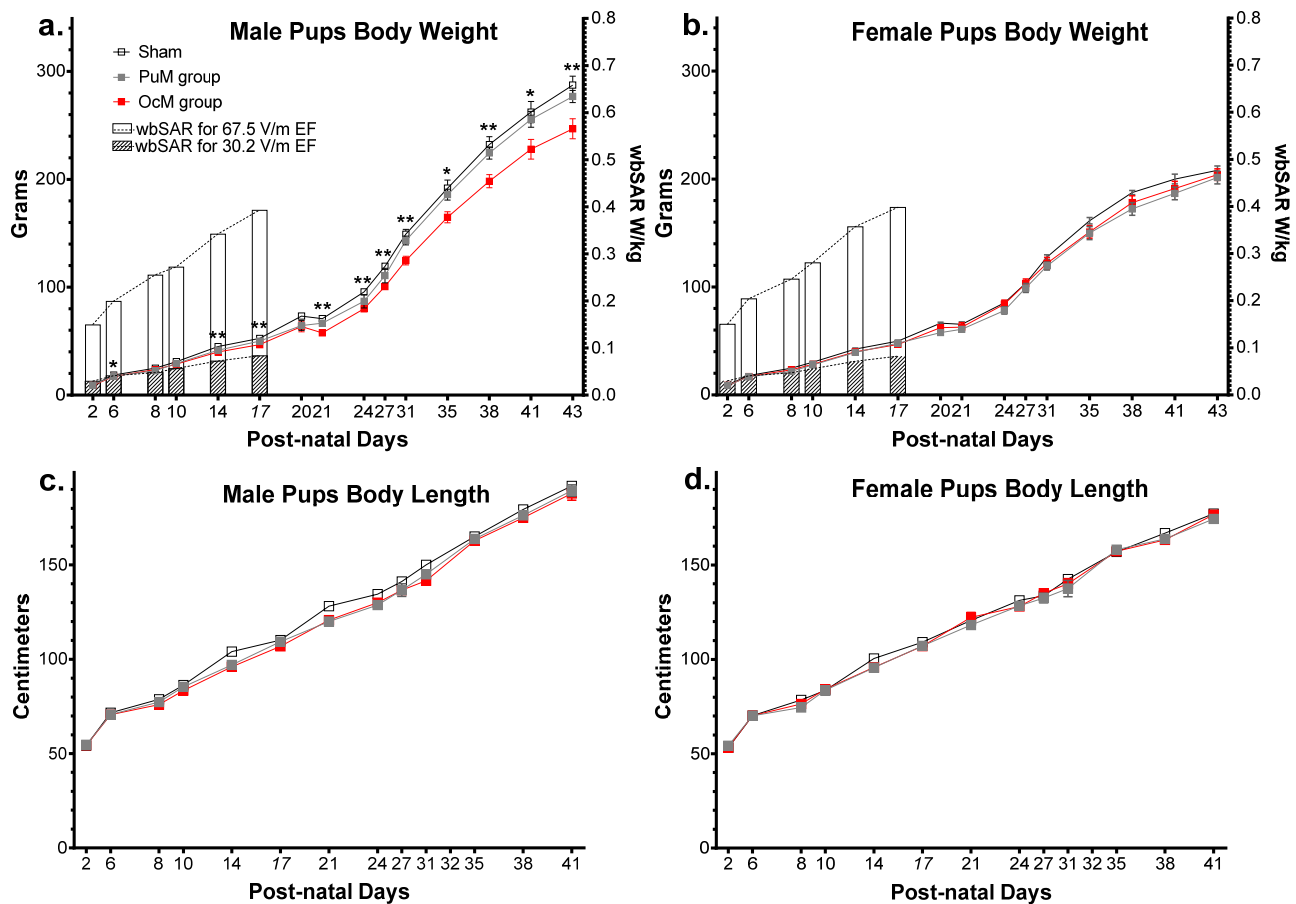 a.
Male Pups Body Weight
Sham
PuM group
OcM group
wbSAR for 67.5 V/m EF
wbSAR for 30.2 V/m EF
300
200
100
0
Grams
0.8
0.7
0.6
0.5
0.4
0.3
0.2
0.1
0.0
wbSAR W/kg
* ** ** ** ** ** ** * ** * **
2 6 8 10 14 17 20 21 24 27 31 35 38 41 43
Post-natal Days
b.
Female Pups Body Weight
300
200
100
0
Grams
0.8
0.7
0.6
0.5
0.4
0.3
0.2
0.1
0.0
wbSAR W/kg
2 6 8 10 14 17 20 21 24 27 31 35 38 41 43
Post-natal Days
c.
Male Pups Body Length
150
100
50
0
Centimeters
2 6 8 10 14 17 21 24 27 31 32 35 38 41
Post-natal Days
d.
Female Pups Body Length
150
100
50
0
Centimeters
2 6 8 10 14 17 21 24 27 31 32 35 38 41
Post-natal Days